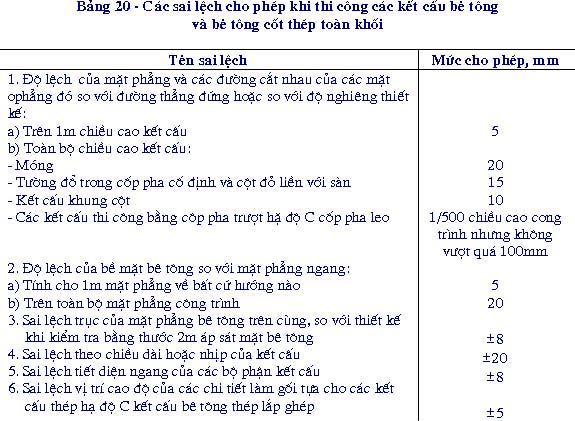 Bảng 20 - Các sai lệch cho phép khi thi công các kết cấu bê tông
và bê tông cốt thép toàn khối
Tên sai lệch Mức cho phép, mm
1. Độ lệch của mặt phẳng và các đường cắt nhau của các mặt
ophẳng đó so với đường thẳng đứng hoặc so với độ nghiêng thiết
kế:
a) Trên 1m chiều cao kết cấu 5
b) Toàn bộ chiều cao kết cấu:
- Móng 20
- Tường đổ trong cốp pha cố định và cột đỏ liền với sàn 15
- Kết cấu khung cột 10
- Các kết cấu thi công bằng côp pha trượt hạ độ C cốp pha leo 1/500 chiều cao cong
trình nhưng không
vượt quá 100mm
2. Độ lệch của bề mặt bê tông so với mặt phẳng ngang:
a) Tính cho 1m mặt phẳng về bất cứ hướng nào 5
b) Trên toàn bộ mặt phẳng công trình 20
3. Sai lệch trục của mặt phẳng bê tông trên cùng, so với thiết kế
khi kiểm tra bằng thước 2m áp sát mặt bê tông ±8
4. Sai lệch theo chiều dài hoặc nhịp của kết cấu ±20
5. Sai lệch tiết diện ngang của các bộ phận kết cấu ±8
6. Sai lệch vị trí cao độ của các chi tiết làm gối tựa cho các kết
cấu thép hạ độ C kết cấu bê tông thép lắp ghép ±5